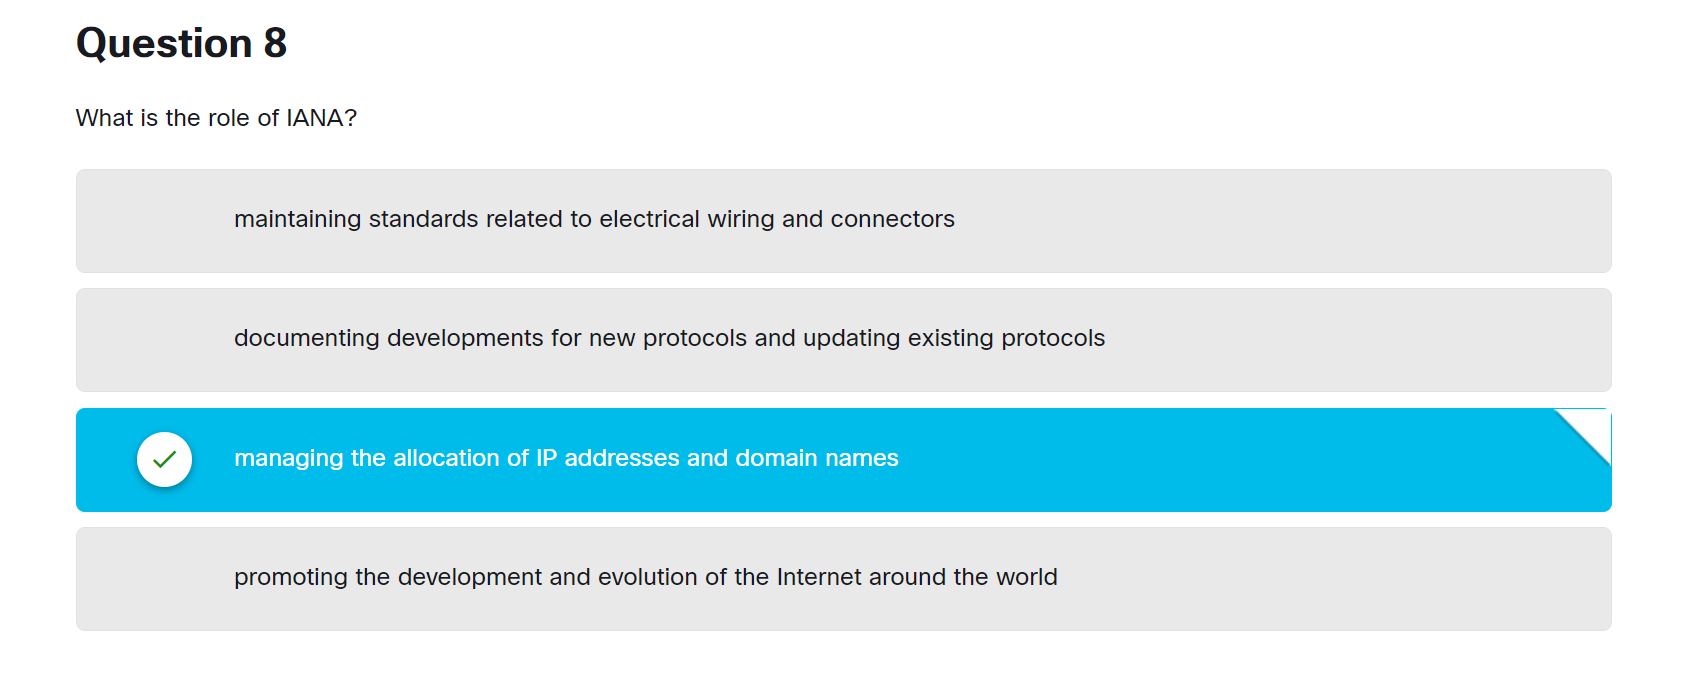 Question 8
What is the role of IANA?
maintaining standards related to electrical wiring and connectors
documenting developments for new protocols and updating existing protocols
managing the allocation of IP addresses and domain names
promoting the development and evolution of the Internet around the world